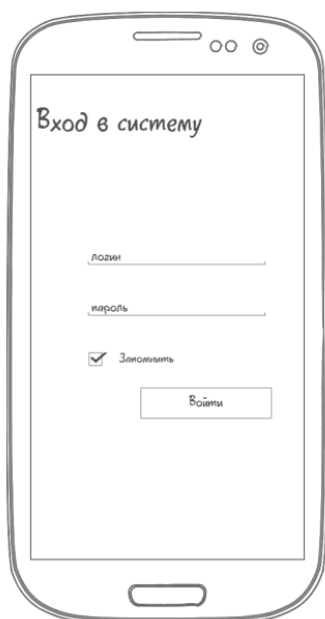 Вход в систему
логин
пароль
Запомнить
Войти